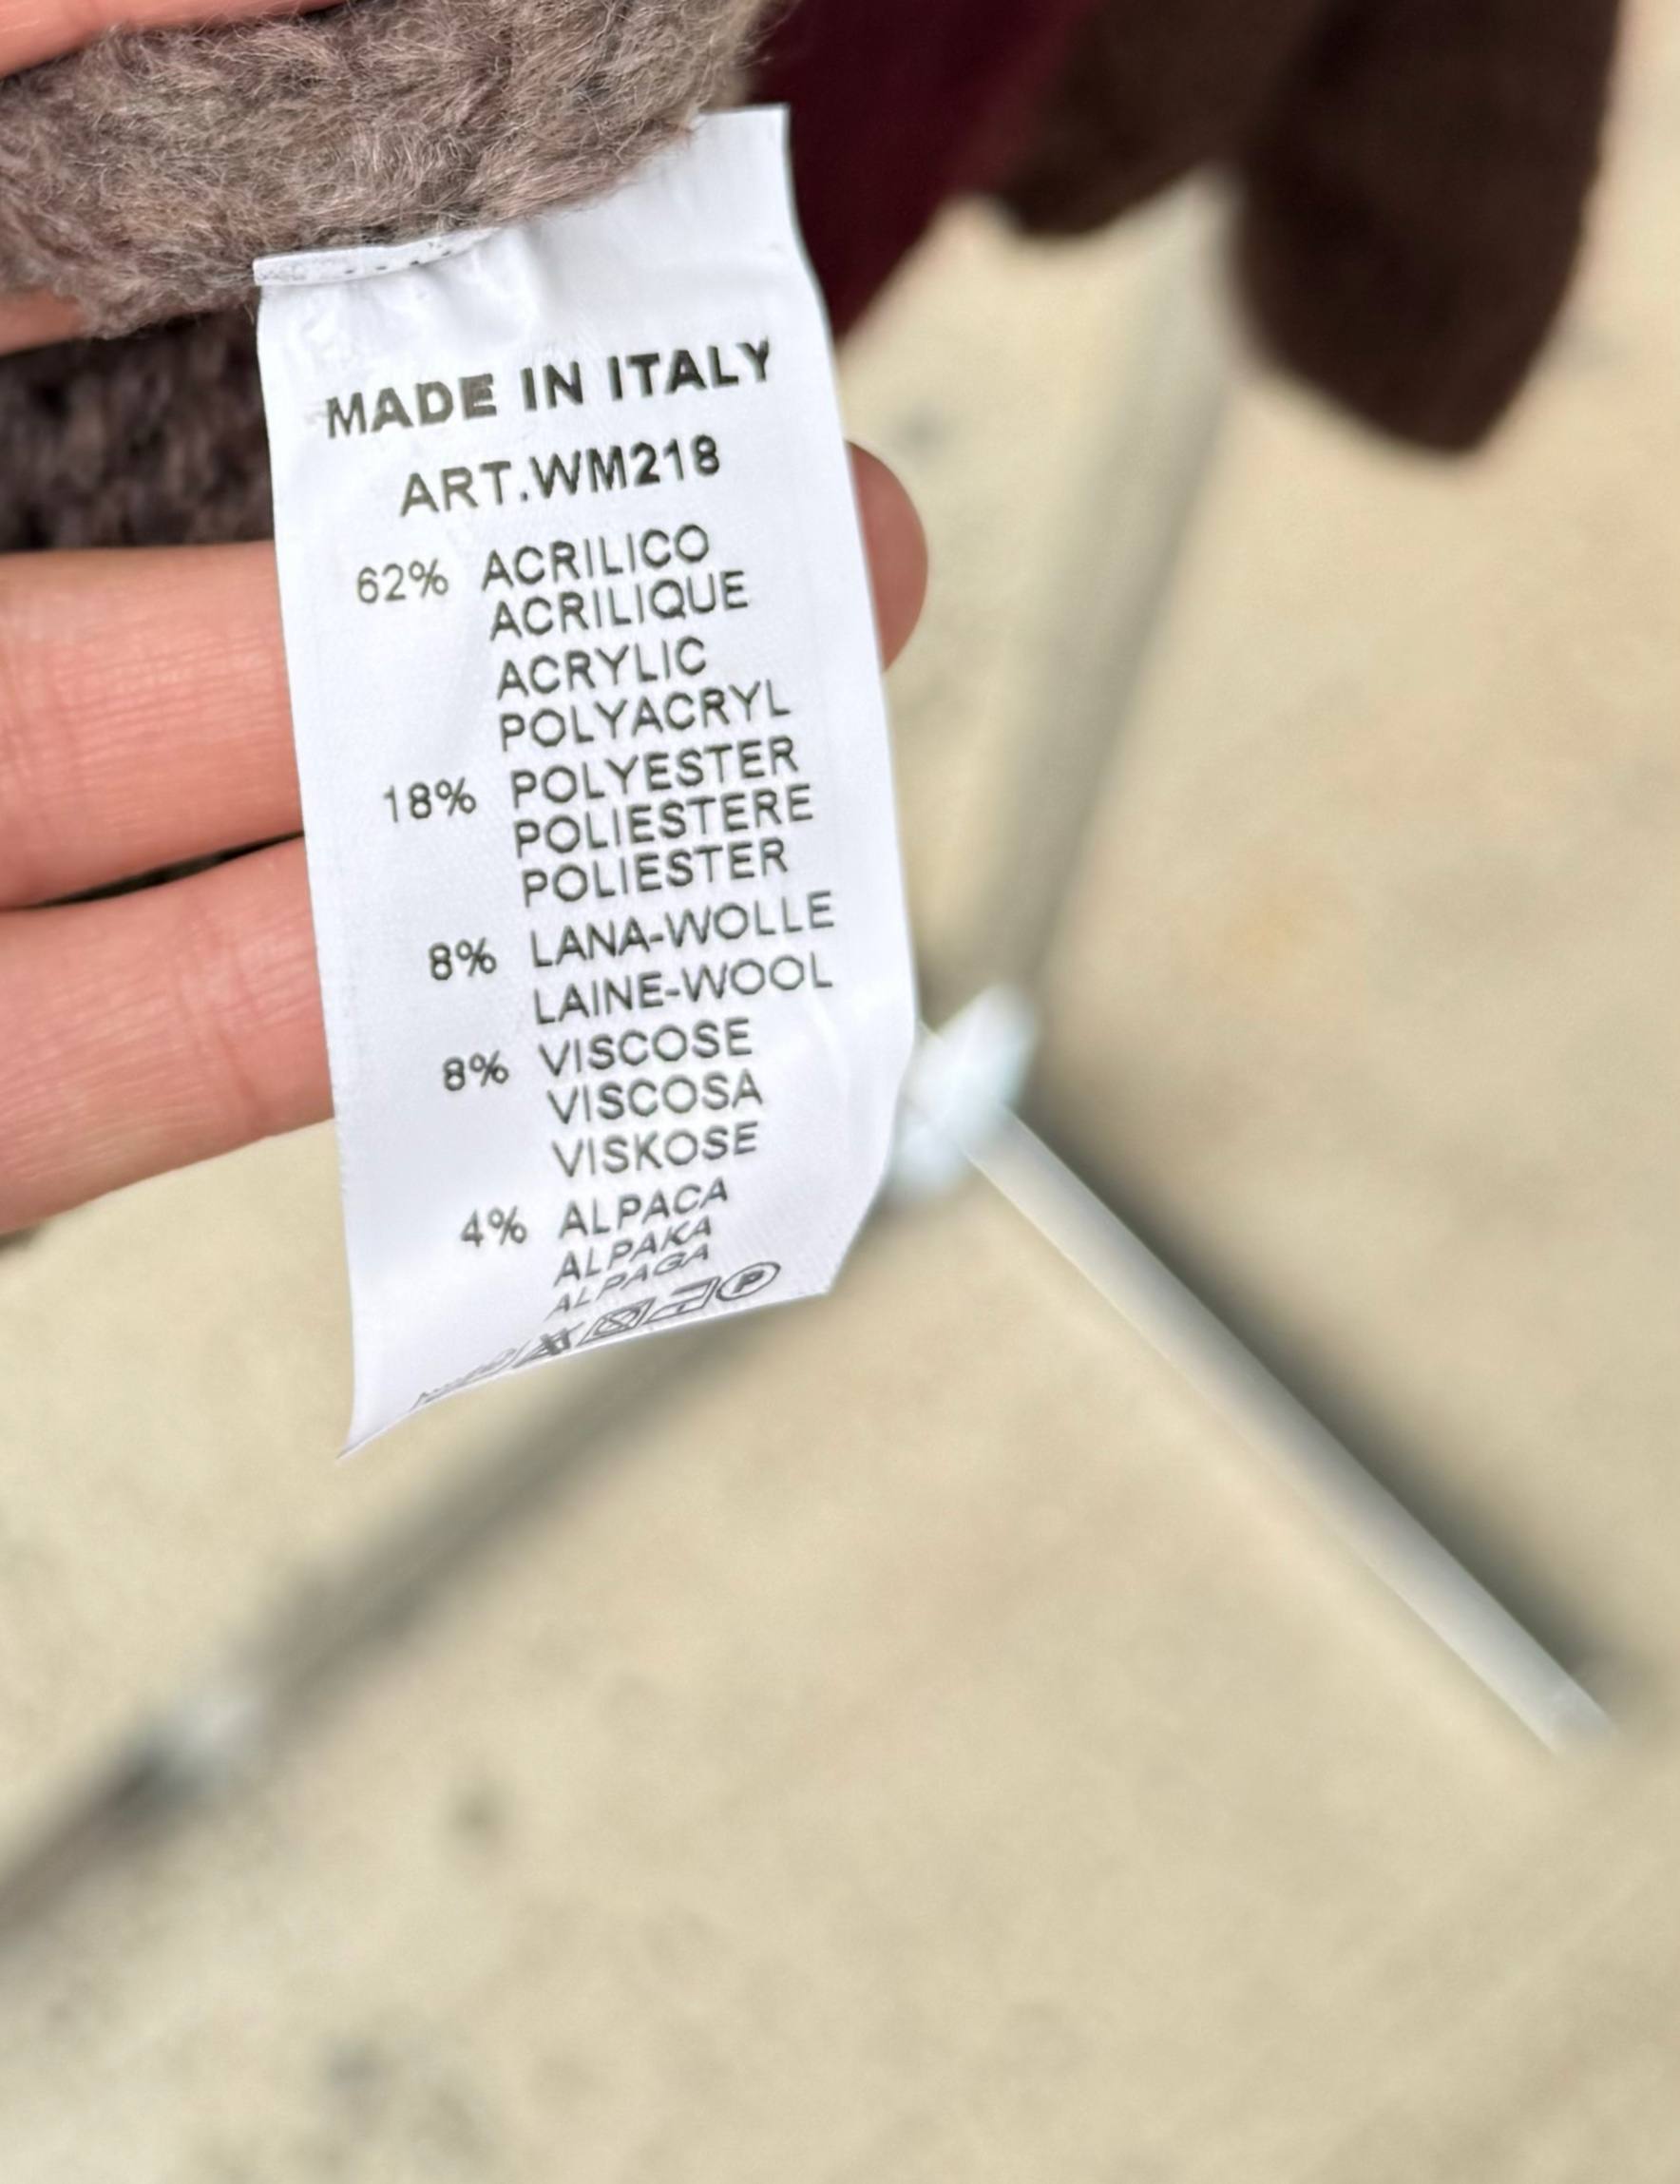 MADE IN ITALY
ART.WM218
62% ACRILICO
ACRILIQUE
ACRYLIC
POLYACRYL
18% POLYESTER
POLIESTERE
POLIESTER
8% LANA-WOLLE
LAINE-WOOL
8% VISCOSE
VISCOSA
VISKOSE
4% ALPACA
ALPAKA
ALPAGA
P